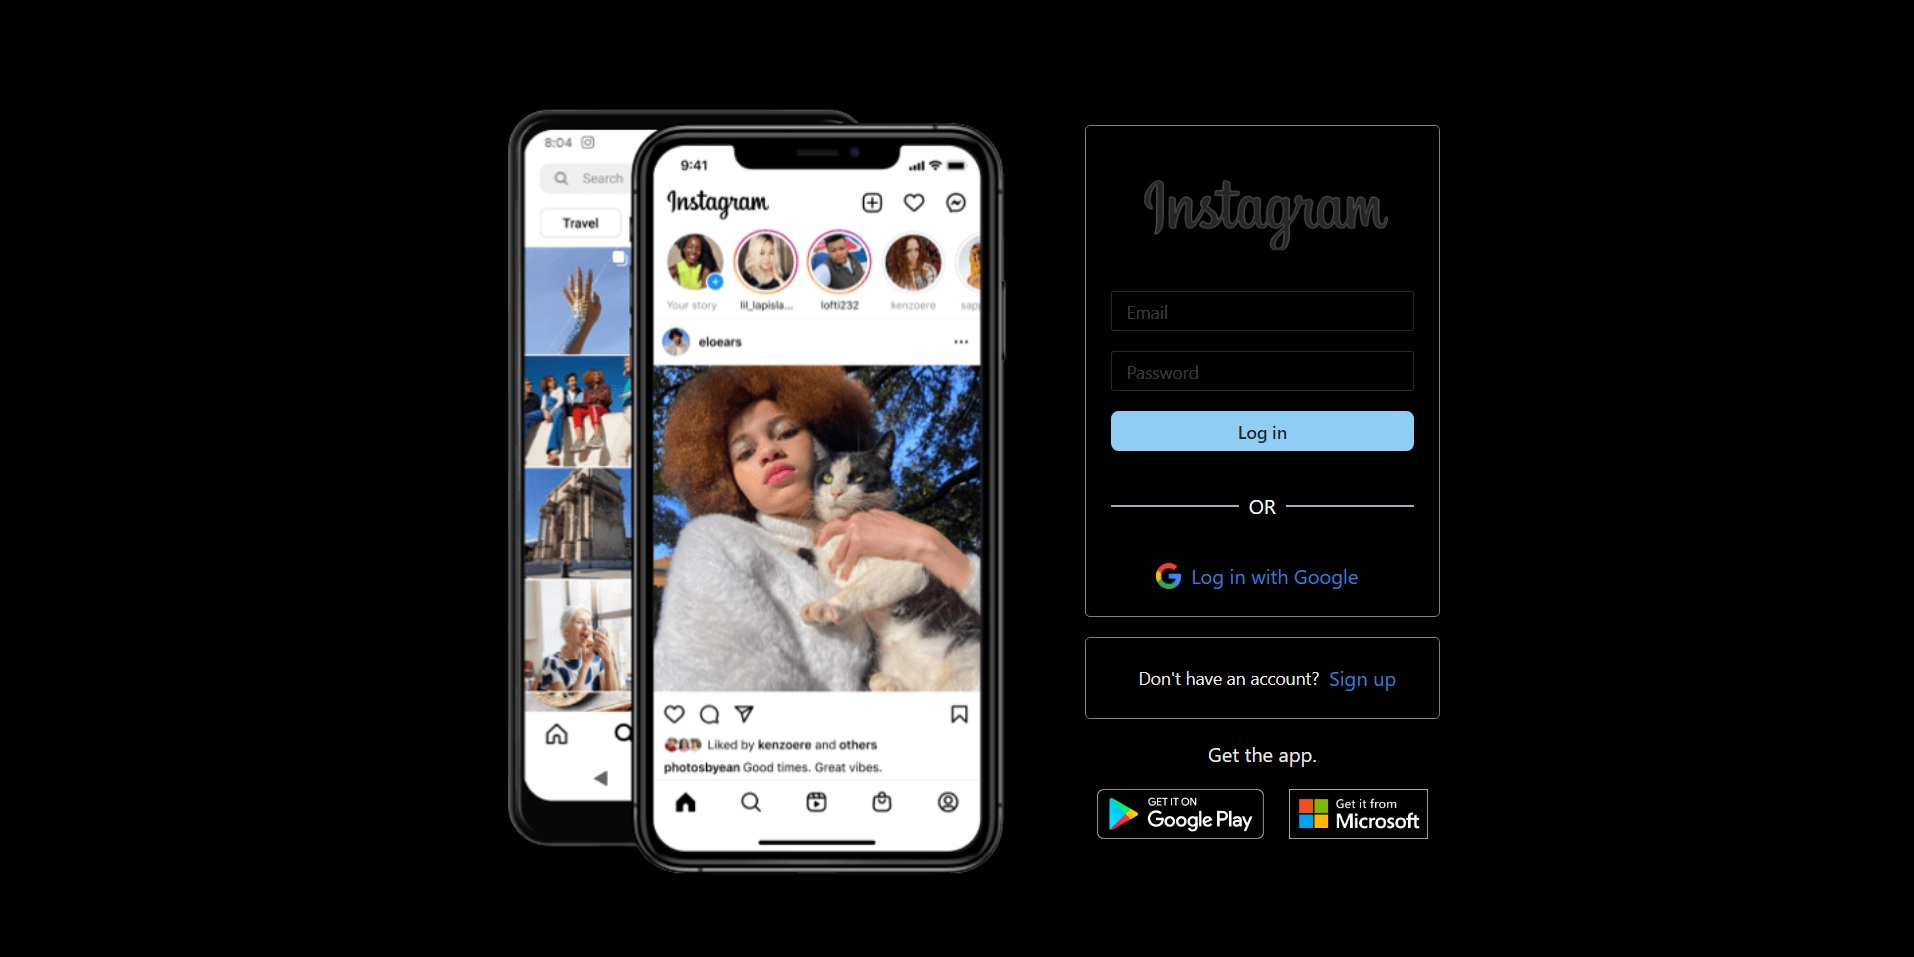 8:04
Search
Travel
9:41
Instagram
Your story
lil_lapisla...
lofti232
kenzoere
sap
eloears
Liked by kenzoere and others
photosbyean Good times. Great vibes.
Instagram
Email
Password
Log in
OR
Log in with Google
Don't have an account? Sign up
Get the app.
GET IT ON
Google Play
Get it from
Microsoft